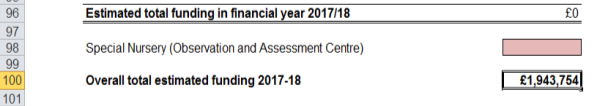 96 Estimated total funding in financial year 2017/18 £0
97
98 Special Nursery (Observation and Assessment Centre)
99
100 Overall total estimated funding 2017-18 £1,943,754
101